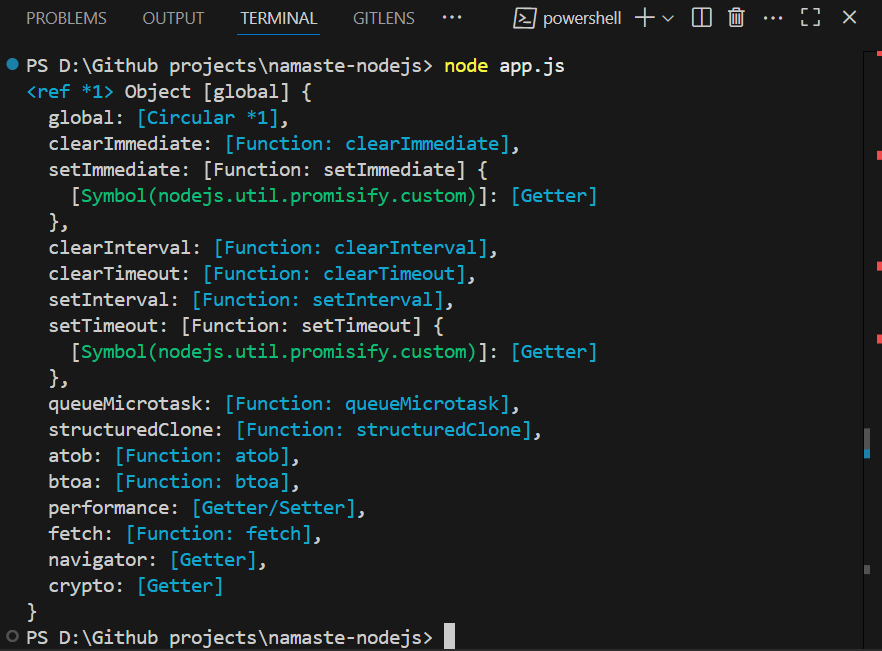 PROBLEMS OUTPUT TERMINAL GITLENS ··· powershell
PS D:\Github projects\namaste-nodejs> node app.js
<ref *1> Object [global] {
  global: [Circular *1],
  clearImmediate: [Function: clearImmediate],
  setImmediate: [Function: setImmediate] {
    [Symbol(nodejs.util.promisify.custom)]: [Getter]
  },
  clearInterval: [Function: clearInterval],
  clearTimeout: [Function: clearTimeout],
  setInterval: [Function: setInterval],
  setTimeout: [Function: setTimeout] {
    [Symbol(nodejs.util.promisify.custom)]: [Getter]
  },
  queueMicrotask: [Function: queueMicrotask],
  structuredClone: [Function: structuredClone],
  atob: [Function: atob],
  btoa: [Function: btoa],
  performance: [Getter/Setter],
  fetch: [Function: fetch],
  navigator: [Getter],
  crypto: [Getter]
}
PS D:\Github projects\namaste-nodejs>